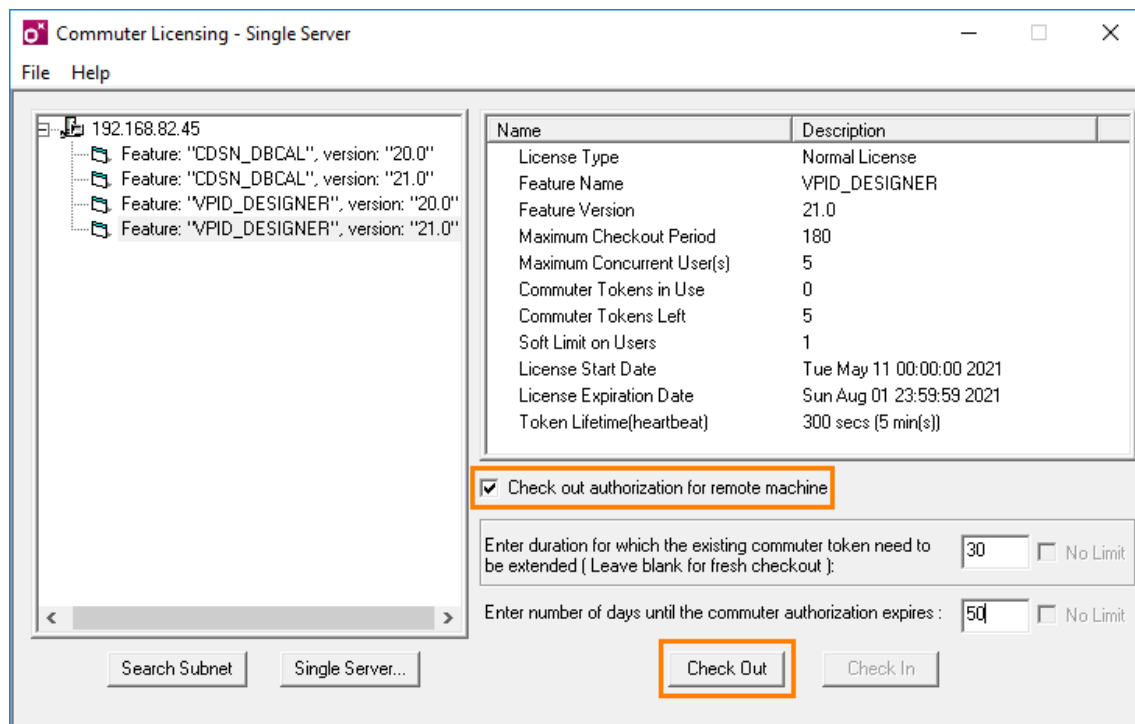 Commuter Licensing - Single Server
File Help
192.168.82.45
Feature: "CDSN_DBCAL", version: "20.0"
Feature: "CDSN_DBCAL", version: "21.0"
Feature: "VPID_DESIGNER", version: "20.0"
Feature: "VPID_DESIGNER", version: "21.0"
Name Description
License Type Normal License
Feature Name VPID_DESIGNER
Feature Version 21.0
Maximum Checkout Period 180
Maximum Concurrent User(s) 5
Commuter Tokens in Use 0
Commuter Tokens Left 5
Soft Limit on Users 1
License Start Date Tue May 11 00:00:00 2021
License Expiration Date Sun Aug 01 23:59:59 2021
Token Lifetime(heartbeat) 300 secs (5 min(s))
Check out authorization for remote machine
Enter duration for which the existing commuter token need to
be extended ( Leave blank for fresh checkout ): 30 No Limit
Enter number of days until the commuter authorization expires : 50 No Limit
Search Subnet Single Server... Check Out Check In